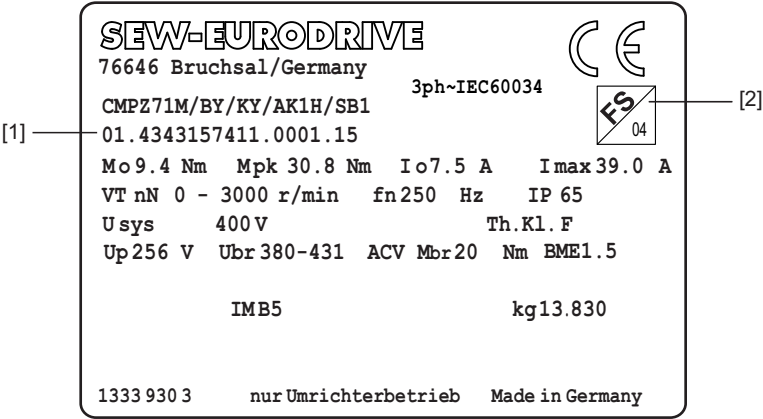 SEW-EURODRIVE
CE
76646 Bruchsal/Germany
3ph~IEC60034
CMPZ71M/BY/KY/AK1H/SB1
FS
04
[2]
[1]
01.4343157411.0001.15
Mo 9.4 Nm Mpk 30.8 Nm Io 7.5 A Imax 39.0 A
VT nN 0 - 3000 r/min fn 250 Hz IP 65
Usys 400 V Th.Kl. F
Up 256 V Ubr 380-431 ACV Mbr 20 Nm BME1.5
IM B5 kg 13.830
1333 930 3 nur Umrichterbetrieb Made in Germany